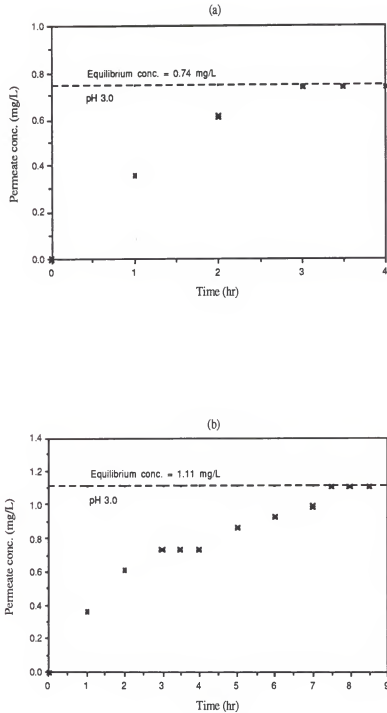 (a)
1.0
0.8
0.6
0.4
0.2
0.0
Permeate conc. (mg/L)
Equilibrium conc. = 0.74 mg/L
pH 3.0
0 1 2 3 4
Time (hr)
(b)
1.4
1.2
1.0
0.8
0.6
0.4
0.2
0.0
Permeate conc. (mg/L)
Equilibrium conc. = 1.11 mg/L
pH 3.0
0 1 2 3 4 5 6 7 8 9
Time (hr)